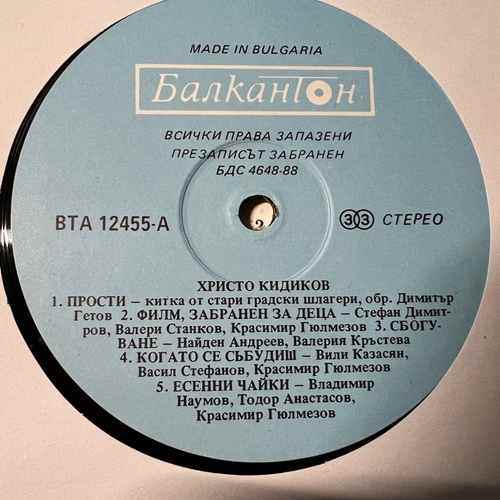 MADE IN BULGARIA
Балкантон
ВСИЧКИ ПРАВА ЗАПАЗЕНИ
ПРЕЗАПИСЪТ ЗАБРАНЕН
БДС 4648-88
ВТА 12455-А
33 СТЕРЕО
ХРИСТО КИДИКОВ
1. ПРОСТИ — китка от стари градски шлагери, обр. Димитър
Гетов 2. ФИЛМ, ЗАБРАНЕН ЗА ДЕЦА — Стефан Димит-
ров, Валери Станков, Красимир Гюлмезов 3. СБОГУ-
ВАНЕ — Найден Андреев, Валерия Кръстева
4. КОГАТО СЕ СЪБУДИШ — Вили Казасян,
Васил Стефанов, Красимир Гюлмезов
5. ЕСЕННИ ЧАЙКИ — Владимир
Наумов, Тодор Анастасов,
Красимир Гюлмезов